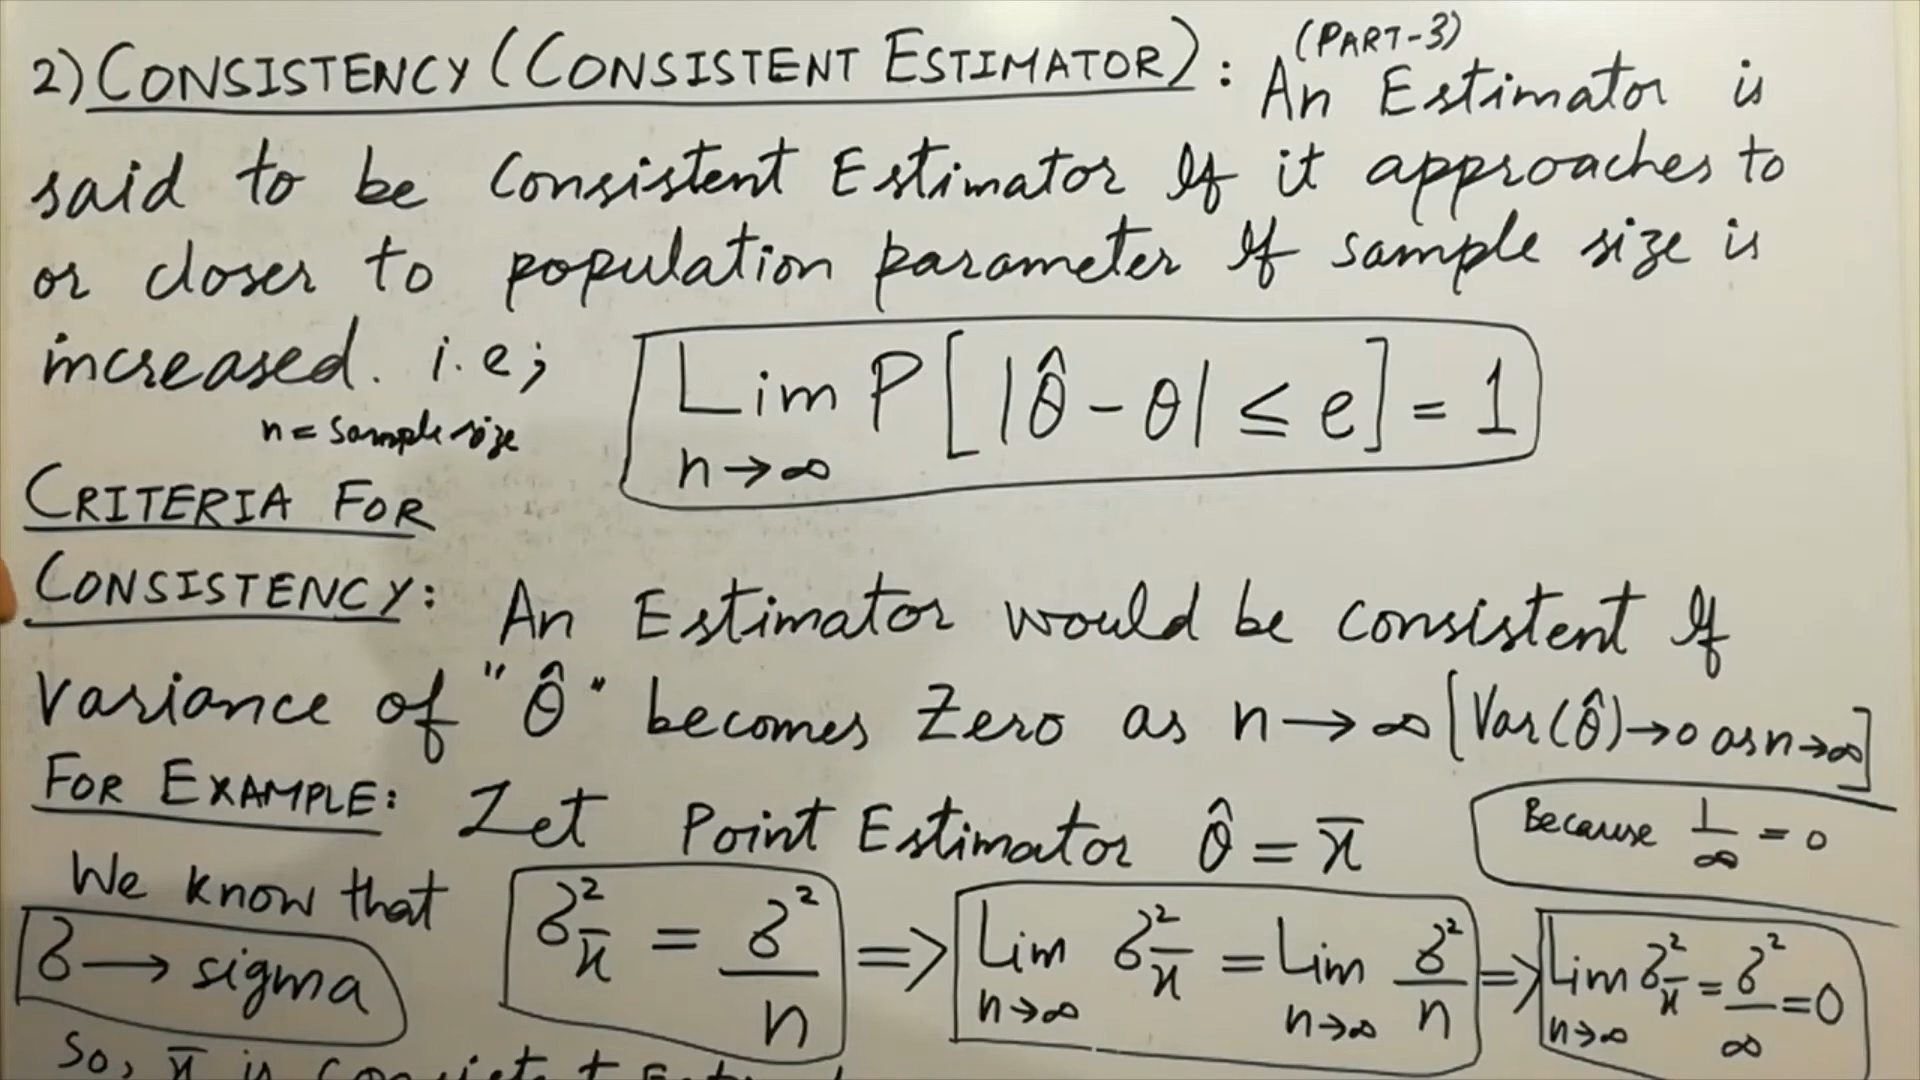 (PART-3)
2) CONSISTENCY (CONSISTENT ESTIMATOR): An Estimator is
said to be Consistent Estimator If it approaches to
or closer to population parameter If sample size is
increased. i.e; Lim n→∞ P[|θ̂ - θ| ≤ e] = 1
n = sample size
CRITERIA FOR
CONSISTENCY: An Estimator would be consistent If
Variance of "θ̂" becomes Zero as n→∞ [Var(θ̂)→0 as n→∞]
FOR EXAMPLE: Let Point Estimator θ̂ = x̄
Because 1/∞ = 0
We know that σ²x̄ = σ²/n => Lim n→∞ σ²x̄ = Lim n→∞ σ²/n => Lim n→∞ σ²x̄ = σ²/∞ = 0
σ → sigma
So, x̄ is